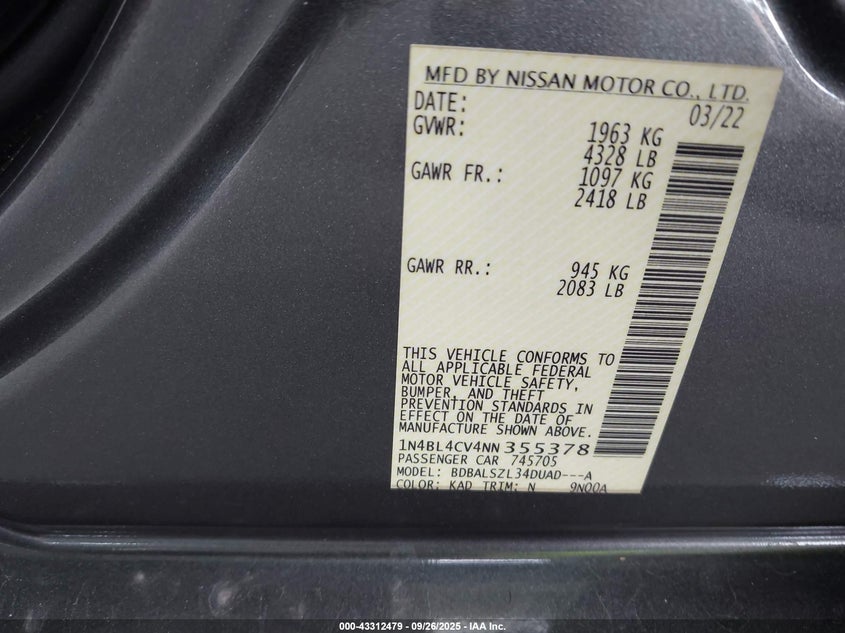 MFD BY NISSAN MOTOR CO., LTD.
DATE: 03/22
GVWR: 1963 KG
4328 LB
GAWR FR.: 1097 KG
2418 LB
GAWR RR.: 945 KG
2083 LB
THIS VEHICLE CONFORMS TO
ALL APPLICABLE FEDERAL
MOTOR VEHICLE SAFETY,
BUMPER, AND THEFT
PREVENTION STANDARDS IN
EFFECT ON THE DATE OF
MANUFACTURE SHOWN ABOVE.
1N4BL4CV4NN355378
PASSENGER CAR 745705
MODEL: BDBALSZL34DUAD---A
COLOR: KAD TRIM: N 9N00A
000-43312479 - 09/26/2025 - IAA Inc.